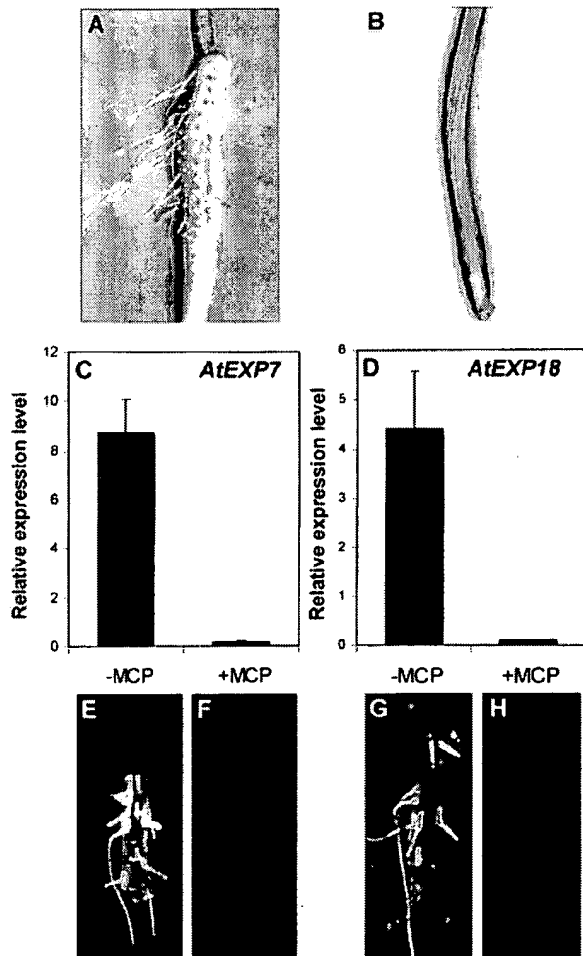 A
B
C
AtEXP7
Relative expression level
12
10
8
6
4
2
0
-MCP
+MCP
D
AtEXP18
Relative expression level
6
5
4
3
2
1
0
-MCP
+MCP
E
F
G
H